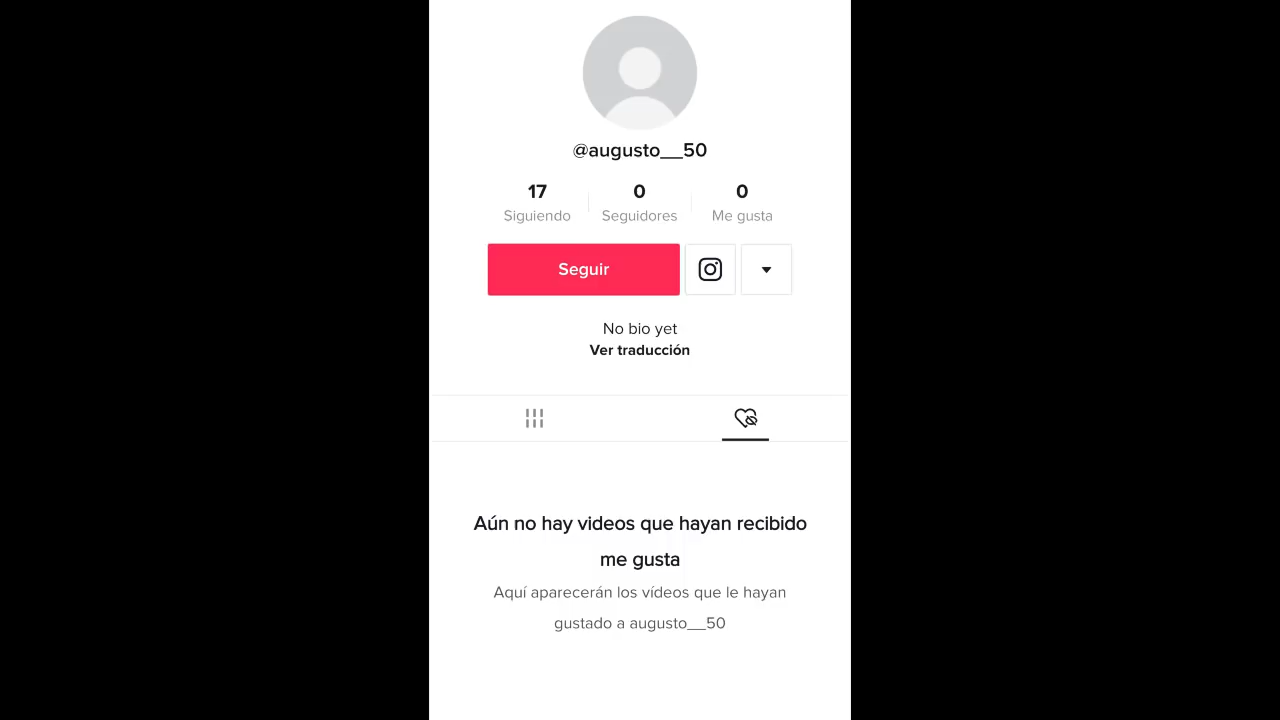 @augusto__50
17 0 0
Siguiendo Seguidores Me gusta
Seguir
No bio yet
Ver traducción
Aún no hay videos que hayan recibido
me gusta
Aquí aparecerán los vídeos que le hayan
gustado a augusto__50